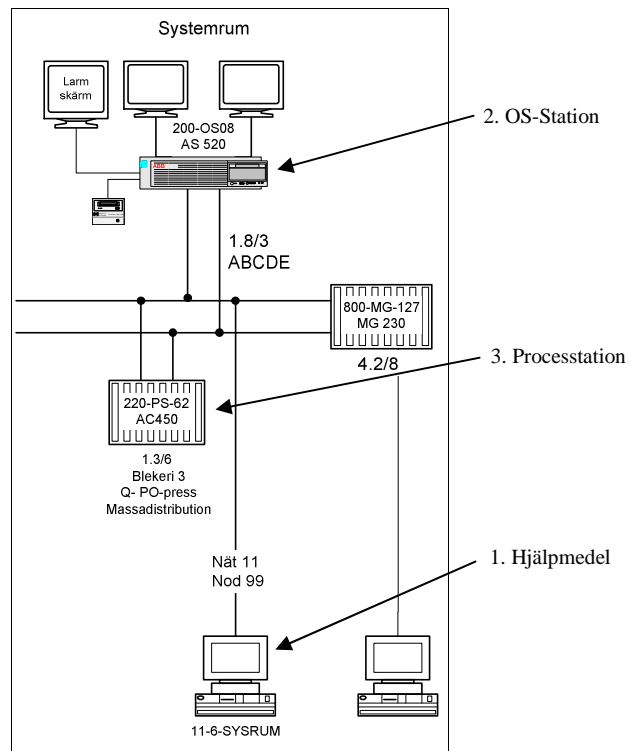 Systemrum
Larm
skärm
200-OS08
AS 520
ABB
2. OS-Station
1.8/3
ABCDE
800-MG-127
MG 230
4.2/8
3. Processtation
220-PS-62
AC450
1.3/6
Blekeri 3
Q- PO-press
Massadistribution
Nät 11
Nod 99
1. Hjälpmedel
11-6-SYSRUM